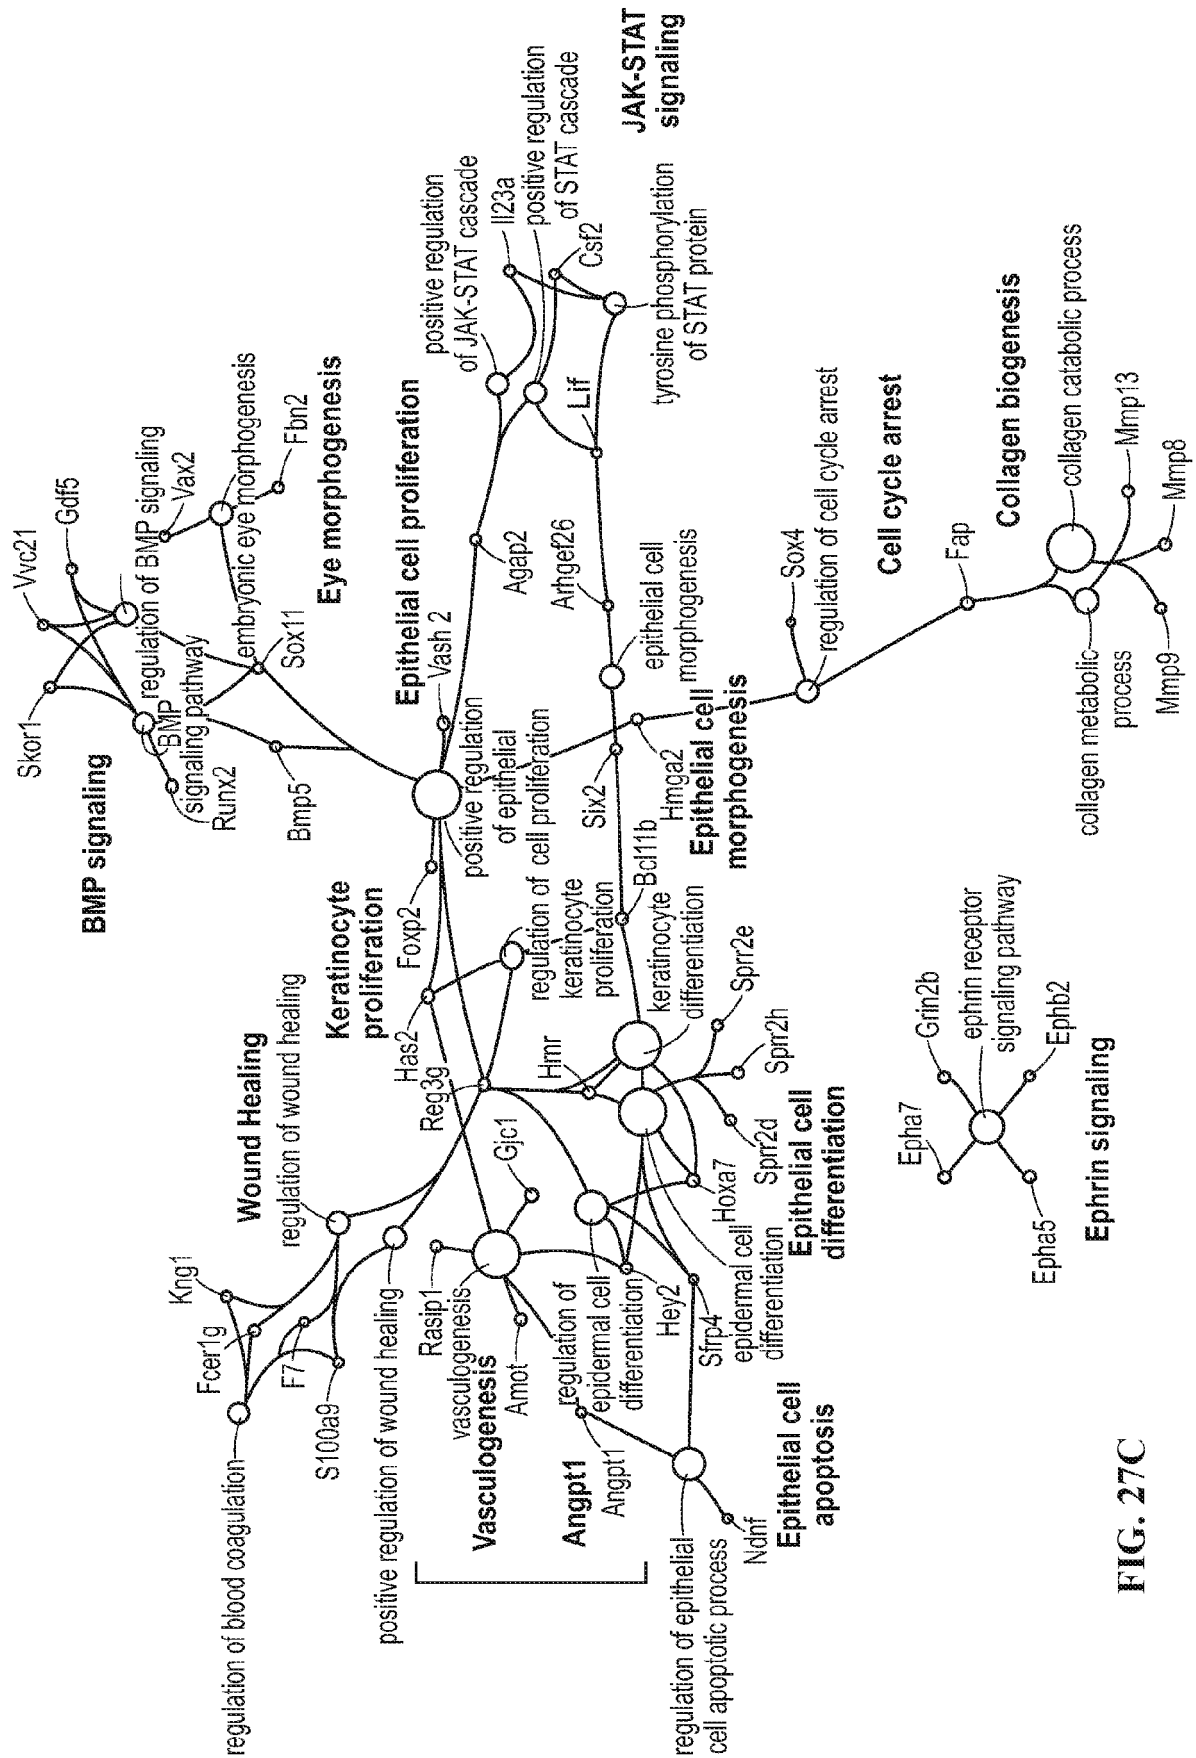 BMP signaling
Skor1
Vvc21
Gdf5
regulation of BMP signaling
BMP
signaling pathway
Runx2
Bmp5
Vax2
embryonic eye morphogenesis
Sox11
Fbn2
Eye morphogenesis
Wound Healing
regulation of wound healing
Kng1
Fcer1g
F7
S100a9
regulation of blood coagulation
positive regulation of wound healing
Keratinocyte
proliferation
Foxp2
Has2
Reg3g
regulation of
keratinocyte
proliferation
Epithelial cell proliferation
Vash 2
positive regulation
of epithelial
cell proliferation
Agap2
positive regulation
of JAK-STAT cascade
Il23a
positive regulation
of STAT cascade
Csf2
JAK-STAT
signaling
tyrosine phosphorylation
of STAT protein
Lif
Arhgef26
epithelial cell
morphogenesis
Six2
Hmga2
Epithelial cell
morphogenesis
Bcl11b
keratinocyte
differentiation
Hrnr
Sprr2e
Sprr2h
Sprr2d
Epithelial cell
differentiation
Hoxa7
epidermal cell
differentiation
Gjc1
Rasip1
vasculogenesis
Amot
Vasculogenesis
regulation of
epidermal cell
differentiation
Hey2
Sfrp4
Angpt1
Angpt1
regulation of epithelial
cell apoptotic process
Ndnf
Epithelial cell
apoptosis
Sox4
regulation of cell cycle arrest
Cell cycle arrest
Fap
Collagen biogenesis
collagen catabolic process
Mmp13
Mmp8
Mmp9
collagen metabolic
process
Epha7
Grin2b
ephrin receptor
signaling pathway
Ephb2
Epha5
Ephrin signaling
FIG. 27C